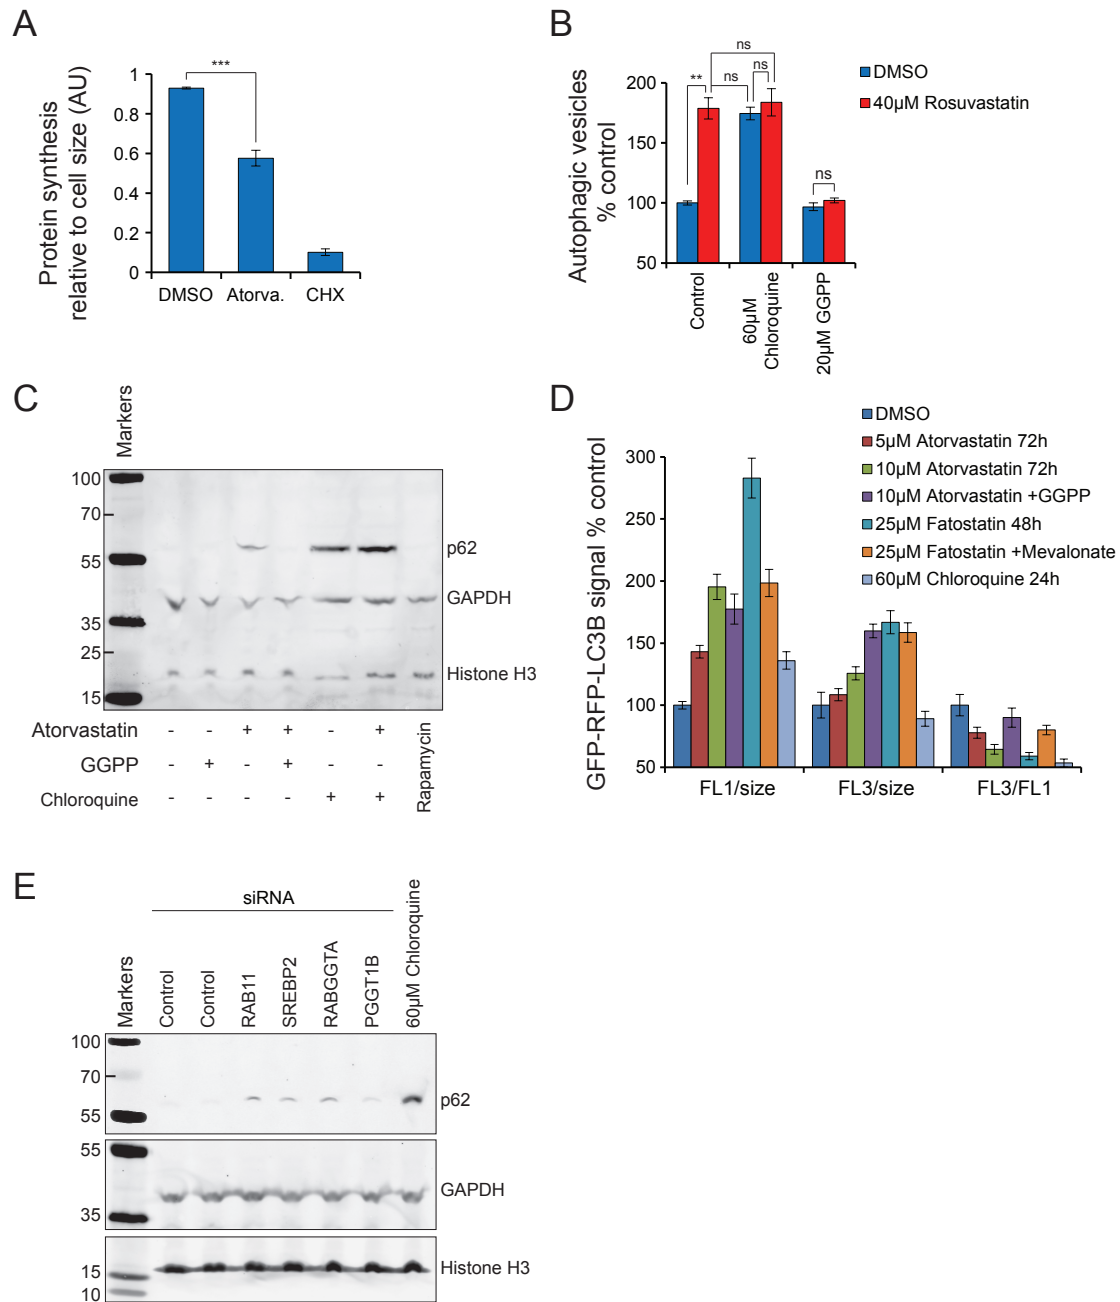 A
Protein synthesis
relative to cell size (AU)
1
0.8
0.6
0.4
0.2
0
***
DMSO
Atorva.
CHX
B
Autophagic vesicles
% control
200
150
100
50
**
ns
ns
ns
ns
DMSO
40µM Rosuvastatin
Control
60µM
Chloroquine
20µM GGPP
C
Markers
100
70
55
35
25
15
p62
GAPDH
Histone H3
Atorvastatin - - + + - +
GGPP - + - +
Chloroquine - - - - + +
Rapamycin
D
GFP-RFP-LC3B signal % control
300
250
200
150
100
50
DMSO
5µM Atorvastatin 72h
10µM Atorvastatin 72h
10µM Atorvastatin +GGPP
25µM Fatostatin 48h
25µM Fatostatin +Mevalonate
60µM Chloroquine 24h
FL1/size
FL3/size
FL3/FL1
E
siRNA
Markers
Control
Control
RAB11
SREBP2
RABGGTA
PGGT1B
60µM Chloroquine
100
70
55
p62
55
35
GAPDH
15
10
Histone H3